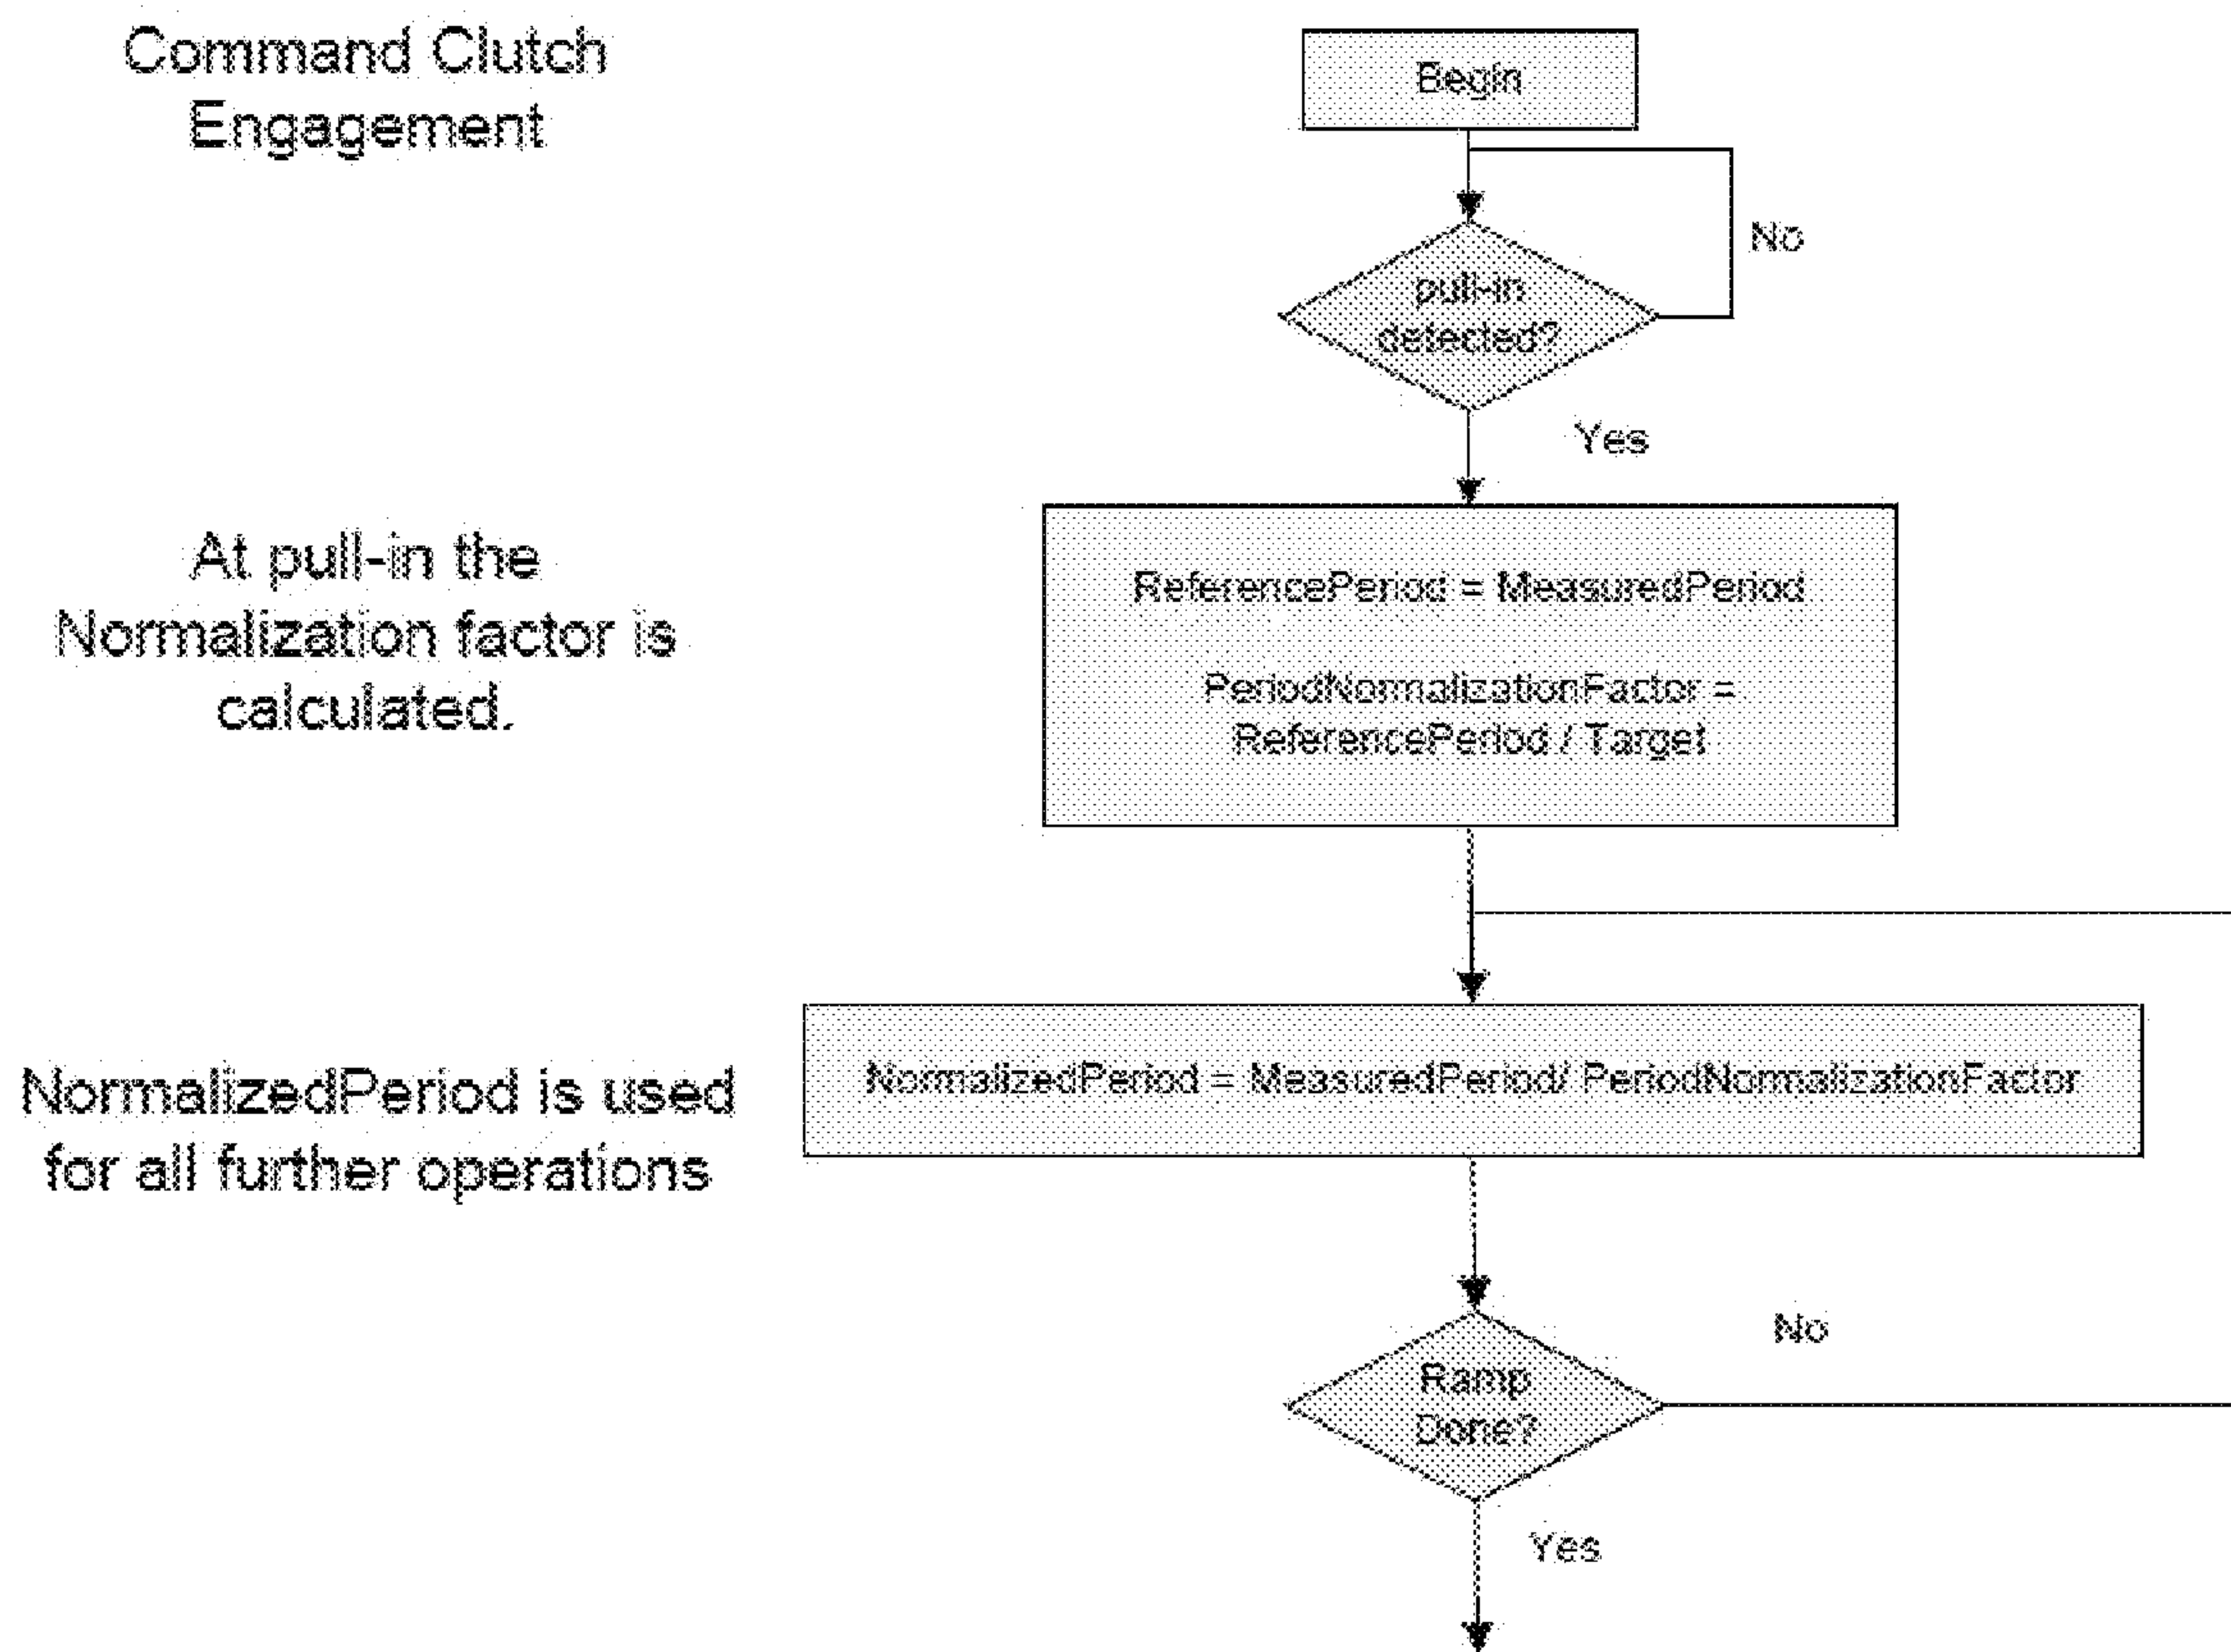 Command Clutch
Engagement
Begin
No
pull-in
detected?
Yes
At pull-in the
Normalization factor is
calculated.
ReferencePeriod = MeasuredPeriod
PeriodNormalizationFactor =
ReferencePeriod / Target
NormalizedPeriod is used
for all further operations
NormalizedPeriod = MeasuredPeriod/ PeriodNormalizationFactor
No
Ramp
Done?
Yes